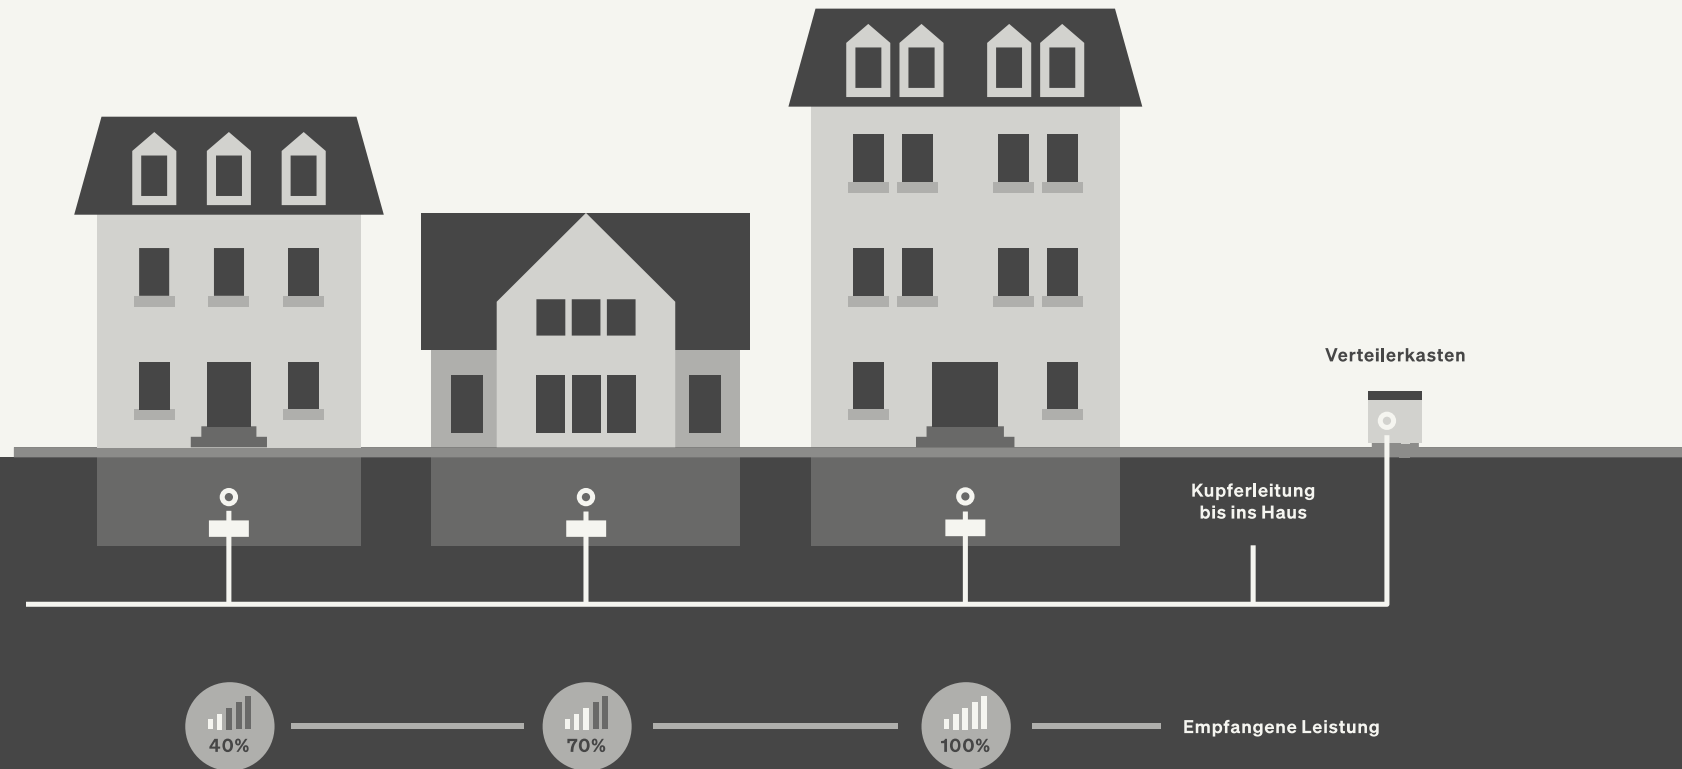 Verteilerkasten
Kupferleitung
bis ins Haus
40%
70%
100%
Empfangene Leistung